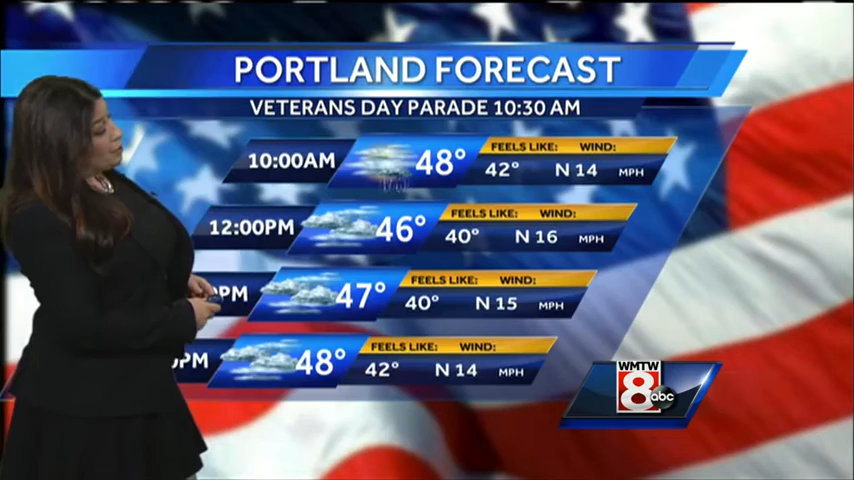 PORTLAND FORECAST
VETERANS DAY PARADE 10:30 AM
10:00AM 48° FEELS LIKE: 42° WIND: N 14 MPH
12:00PM 46° FEELS LIKE: 40° WIND: N 16 MPH
PM 47° FEELS LIKE: 40° WIND: N 15 MPH
PM 48° FEELS LIKE: 42° WIND: N 14 MPH
WMTW
8 abc